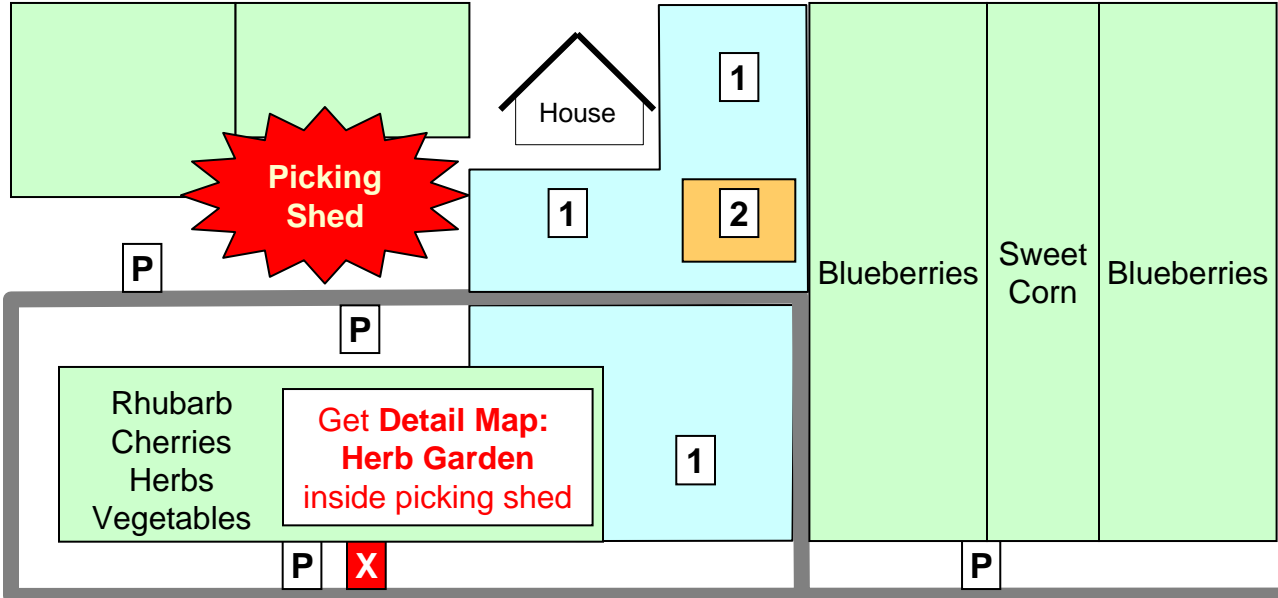 1
House
Picking
Shed
1
2
P
Blueberries
Sweet
Corn
Blueberries
P
Rhubarb
Cherries
Herbs
Vegetables
Get Detail Map:
Herb Garden
inside picking shed
1
P
X
P